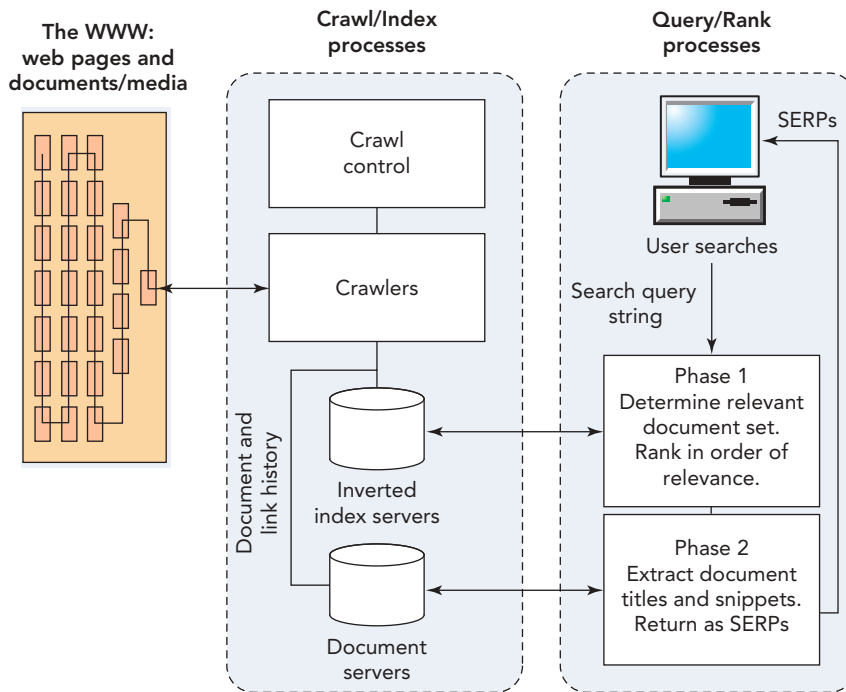 The WWW:
web pages and
documents/media
Crawl/Index
processes
Crawl
control
Crawlers
Document and
link history
Inverted
index servers
Document
servers
Query/Rank
processes
SERPs
User searches
Search query
string
Phase 1
Determine relevant
document set.
Rank in order of
relevance.
Phase 2
Extract document
titles and snippets.
Return as SERPs